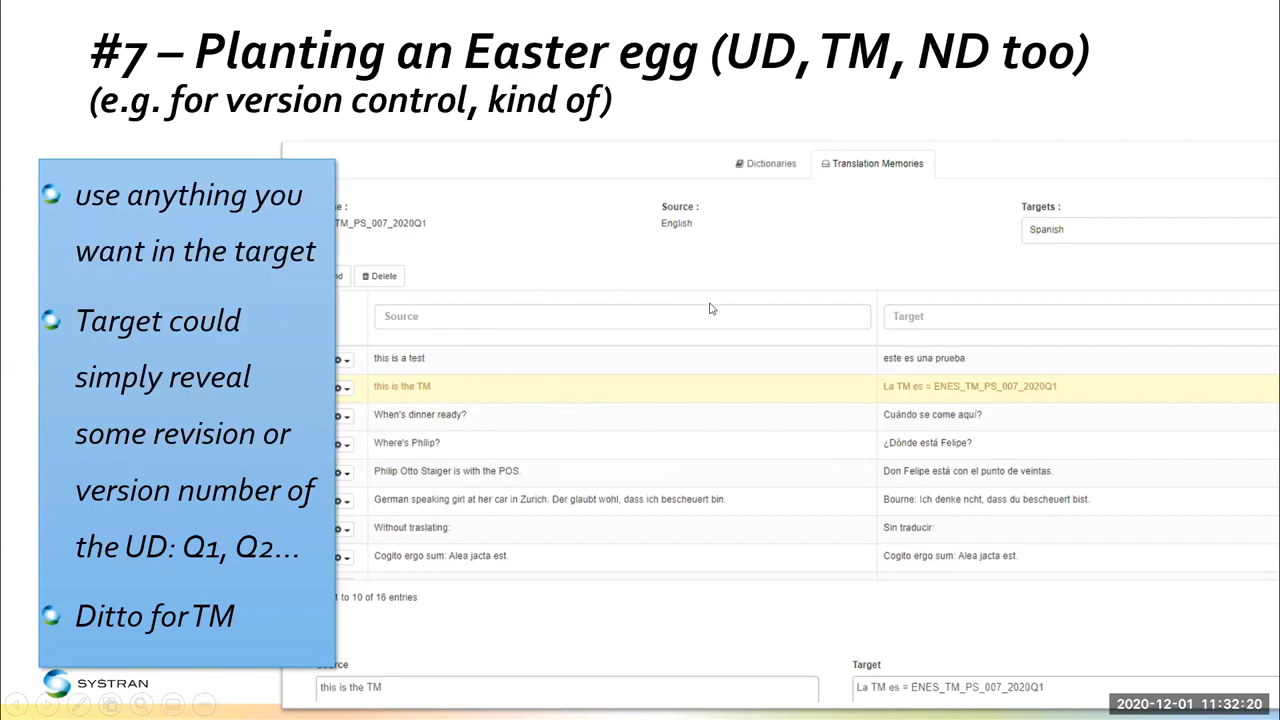 #7 – Planting an Easter egg (UD, TM, ND too)
(e.g. for version control, kind of)
use anything you
want in the target
Target could
simply reveal
some revision or
version number of
the UD: Q1, Q2...
Ditto for TM
SYSTRAN
Dictionaries
Translation Memories
Source :
Targets :
TM_PS_007_2020Q1
English
Spanish
Delete
Source
Target
this is a test
este es una prueba
this is the TM
La TM es = ENES_TM_PS_007_2020Q1
When's dinner ready?
Cuándo se come aquí?
Where's Philip?
¿Dónde está Felipe?
Philip Otto Staiger is with the POS.
Don Felipe está con el punto de veintas.
German speaking girl at her car in Zurich: Der glaubt wohl, dass ich bescheuert bin.
Bourne: Ich denke ncht, dass du bescheuert bist.
Without traslating:
Sin traducir:
Cogito ergo sum: Alea jacta est.
Cogito ergo sum: Alea jacta est.
to 10 of 16 entries
Target
this is the TM
La TM es = ENES_TM_PS_007_2020Q1
2020-12-01 11:32:20